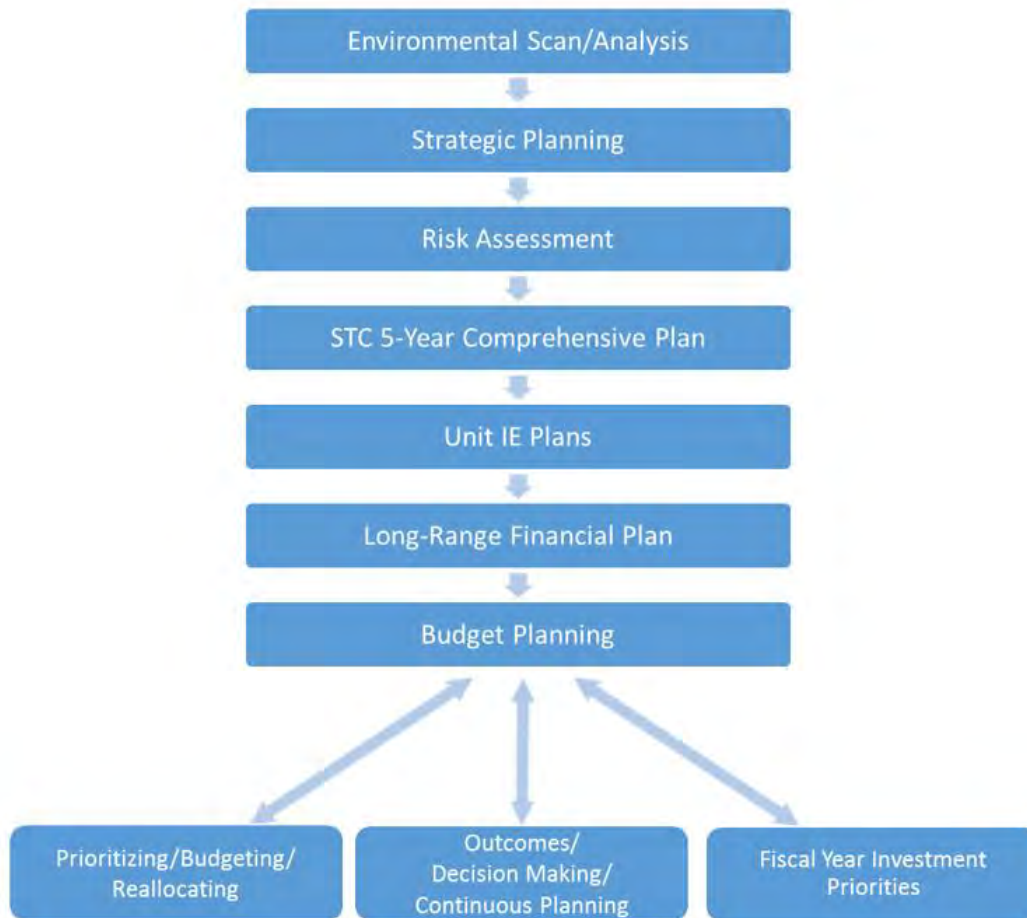 Environmental Scan/Analysis
Strategic Planning
Risk Assessment
STC 5-Year Comprehensive Plan
Unit IE Plans
Long-Range Financial Plan
Budget Planning
Prioritizing/Budgeting/
Reallocating
Outcomes/
Decision Making/
Continuous Planning
Fiscal Year Investment
Priorities